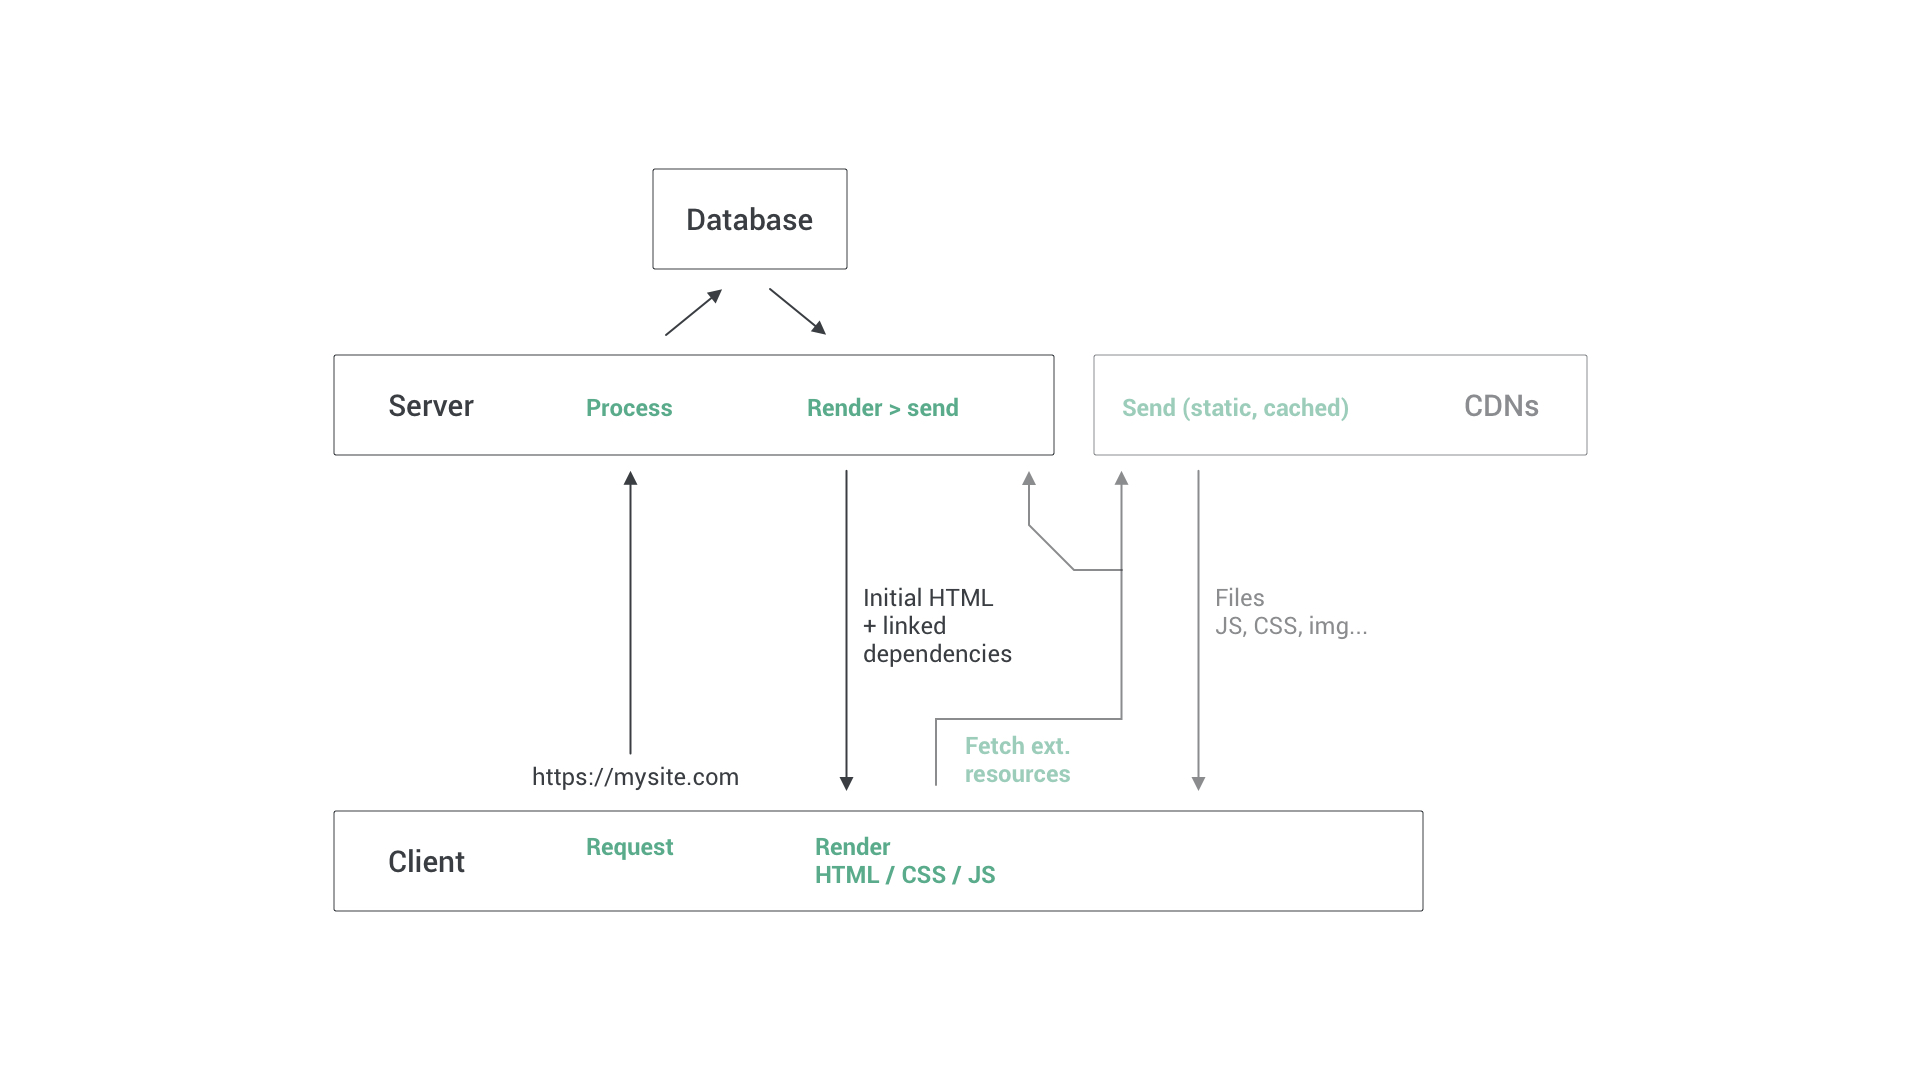 Database
Server
Process
Render > send
Send (static, cached)
CDNs
Initial HTML
+ linked
dependencies
Files
JS, CSS, img...
Fetch ext.
resources
https://mysite.com
Client
Request
Render
HTML / CSS / JS